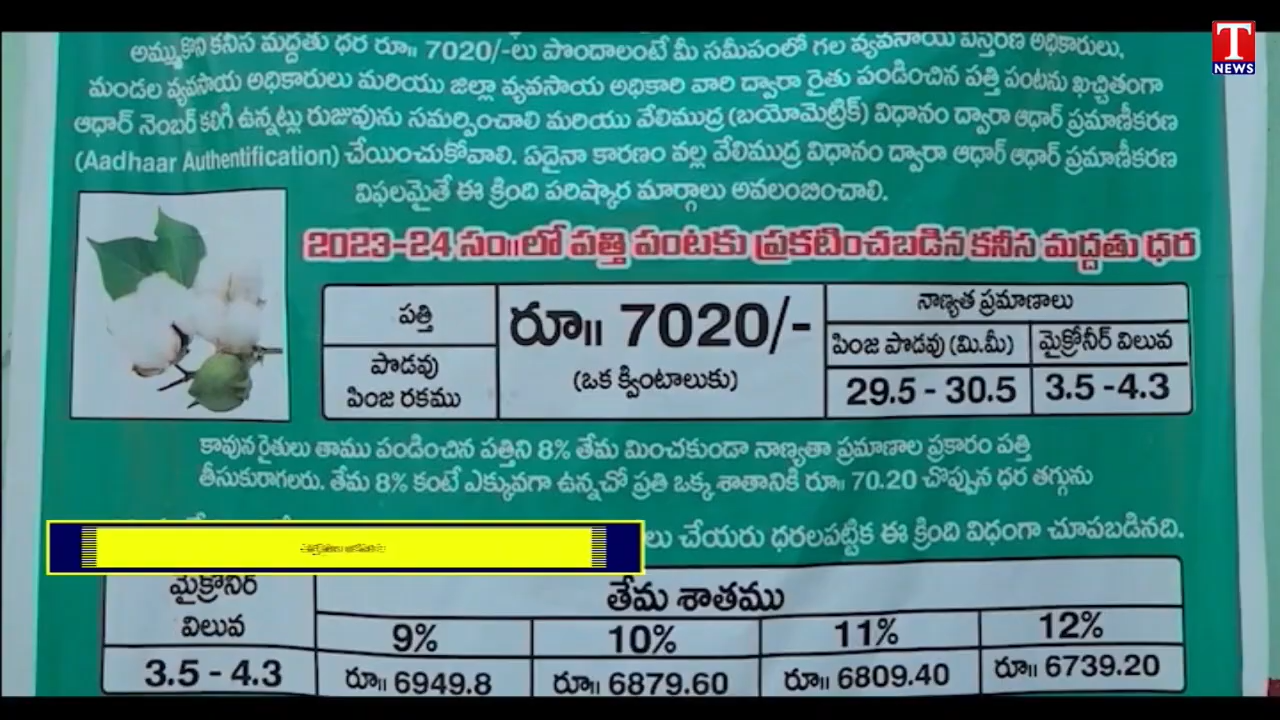 T
NEWS
అమ్ముకొని కనీస మద్దతు ధర రూ॥ 7020/-లు పొందాలంటే మీ సమీపంలో గల వ్యవసాయ విస్తరణ అధికారులు,
మండల వ్యవసాయ అధికారులు మరియు జిల్లా వ్యవసాయ అధికారి వారి ద్వారా రైతు పండించిన పత్తి పంటను ఖచ్చితంగా
ఆధార్ నెంబర్ కలిగి ఉన్నట్లు రుజువును సమర్పించాలి మరియు వేలిముద్ర (బయోమెట్రిక్) విధానం ద్వారా ఆధార్ ప్రమాణీకరణ
(Aadhaar Authentification) చేయించుకోవాలి. ఏదైనా కారణం వల్ల వేలిముద్ర విధానం ద్వారా ఆధార్ ఆధార్ ప్రమాణీకరణ
విఫలమైతే ఈ క్రింది పరిష్కార మార్గాలు అవలంబించాలి.
2023-24 సం॥లో పత్తి పంటకు ప్రకటించబడిన కనీస మద్దతు ధర
పత్తి
పొడవు
పింజ రకము
రూ॥ 7020/-
(ఒక క్వింటాలుకు)
నాణ్యత ప్రమాణాలు
పింజ పొడవు (మి.మీ) మైక్రోనీర్ విలువ
29.5 - 30.5 3.5 -4.3
కావున రైతులు తాము పండించిన పత్తిని 8% తేమ మించకుండా నాణ్యతా ప్రమాణాల ప్రకారం పత్తి
తీసుకురాగలరు. తేమ 8% కంటే ఎక్కువగా ఉన్నచో ప్రతి ఒక్క శాతానికి రూ॥ 70.20 చొప్పున ధర తగ్గును
లు చేయరు ధరలపట్టిక ఈ క్రింది విధంగా చూపబడినది.
మైక్రోనీర్
విలువ
తేమ శాతము
9% 10% 11% 12%
3.5 - 4.3 రూ॥ 6949.8 రూ॥ 6879.60 రూ॥ 6809.40 రూ॥ 6739.20